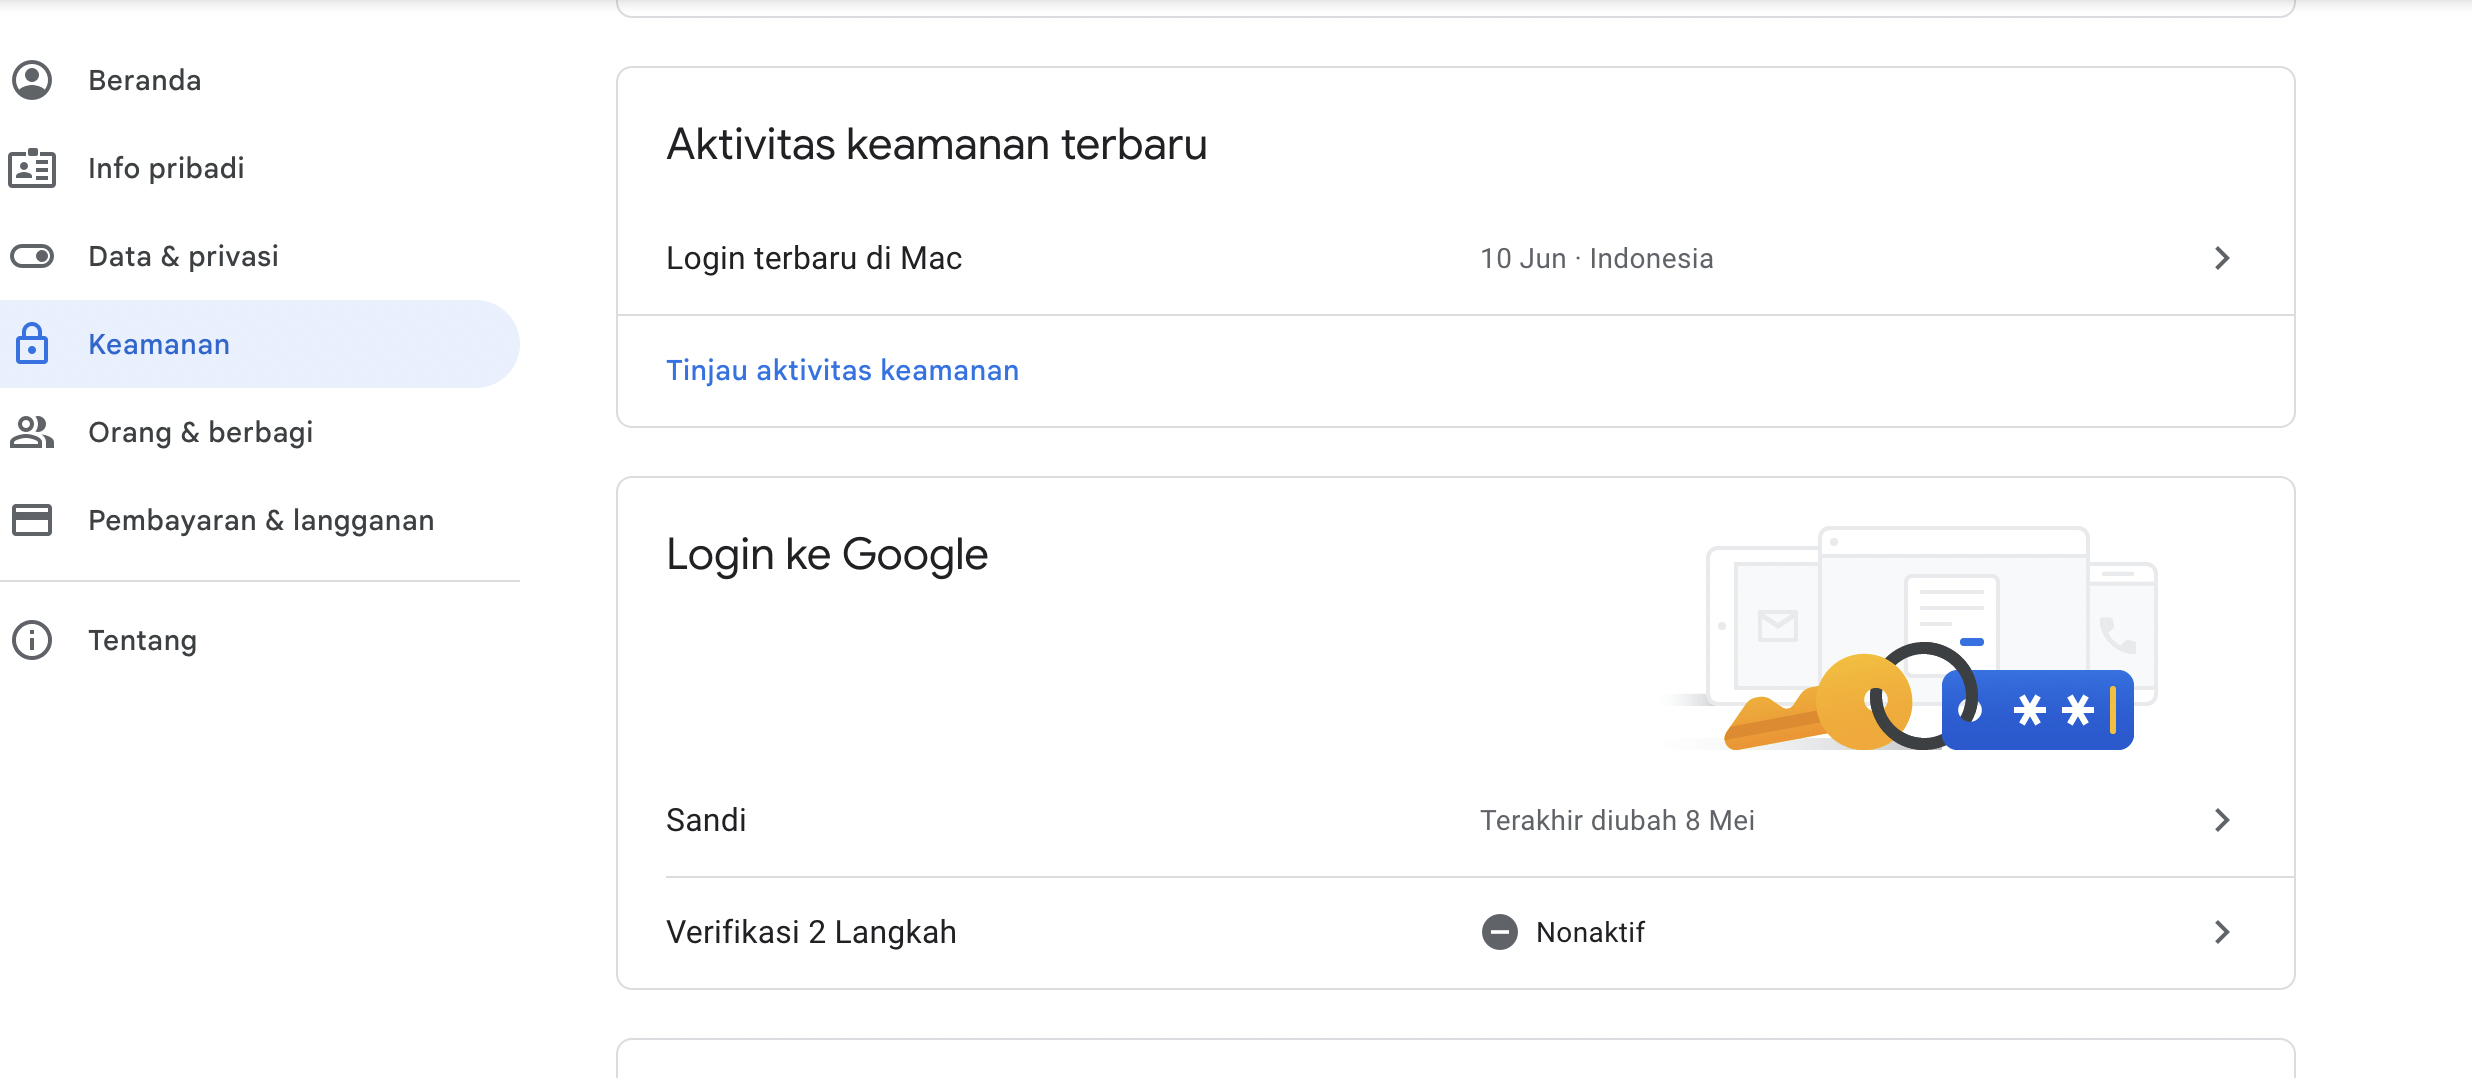 Beranda
Info pribadi
Data & privasi
Keamanan
Orang & berbagi
Pembayaran & langganan
Tentang
Aktivitas keamanan terbaru
Login terbaru di Mac
10 Jun · Indonesia
Tinjau aktivitas keamanan
Login ke Google
**
Sandi
Terakhir diubah 8 Mei
Verifikasi 2 Langkah
Nonaktif